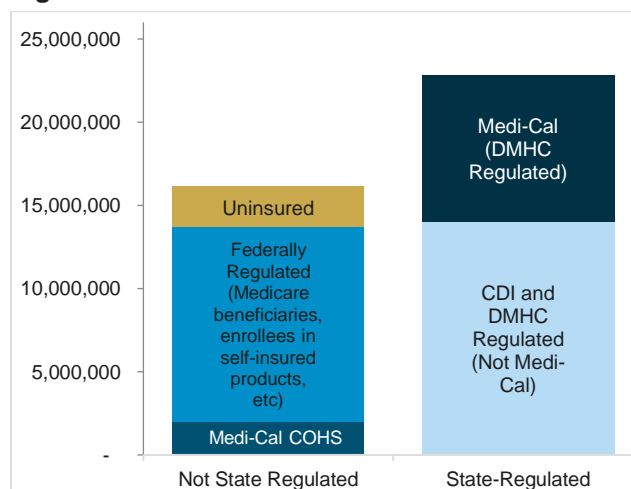 25,000,000
20,000,000
15,000,000
10,000,000
5,000,000
-
Uninsured
Federally
Regulated
(Medicare
beneficiaries,
enrollees in
self-insured
products,
etc)
Medi-Cal COHS
Medi-Cal
(DMHC
Regulated)
CDI and
DMHC
Regulated
(Not Medi-
Cal)
Not State Regulated
State-Regulated